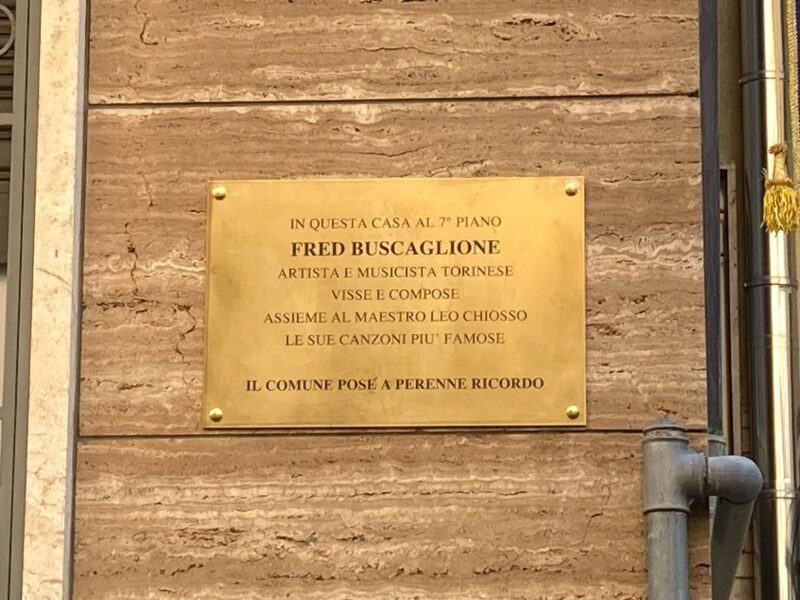 IN QUESTA CASA AL 7° PIANO
FRED BUSCAGLIONE
ARTISTA E MUSICISTA TORINESE
VISSE E COMPOSE
ASSIEME AL MAESTRO LEO CHIOSSO
LE SUE CANZONI PIU' FAMOSE
IL COMUNE POSE A PERENNE RICORDO